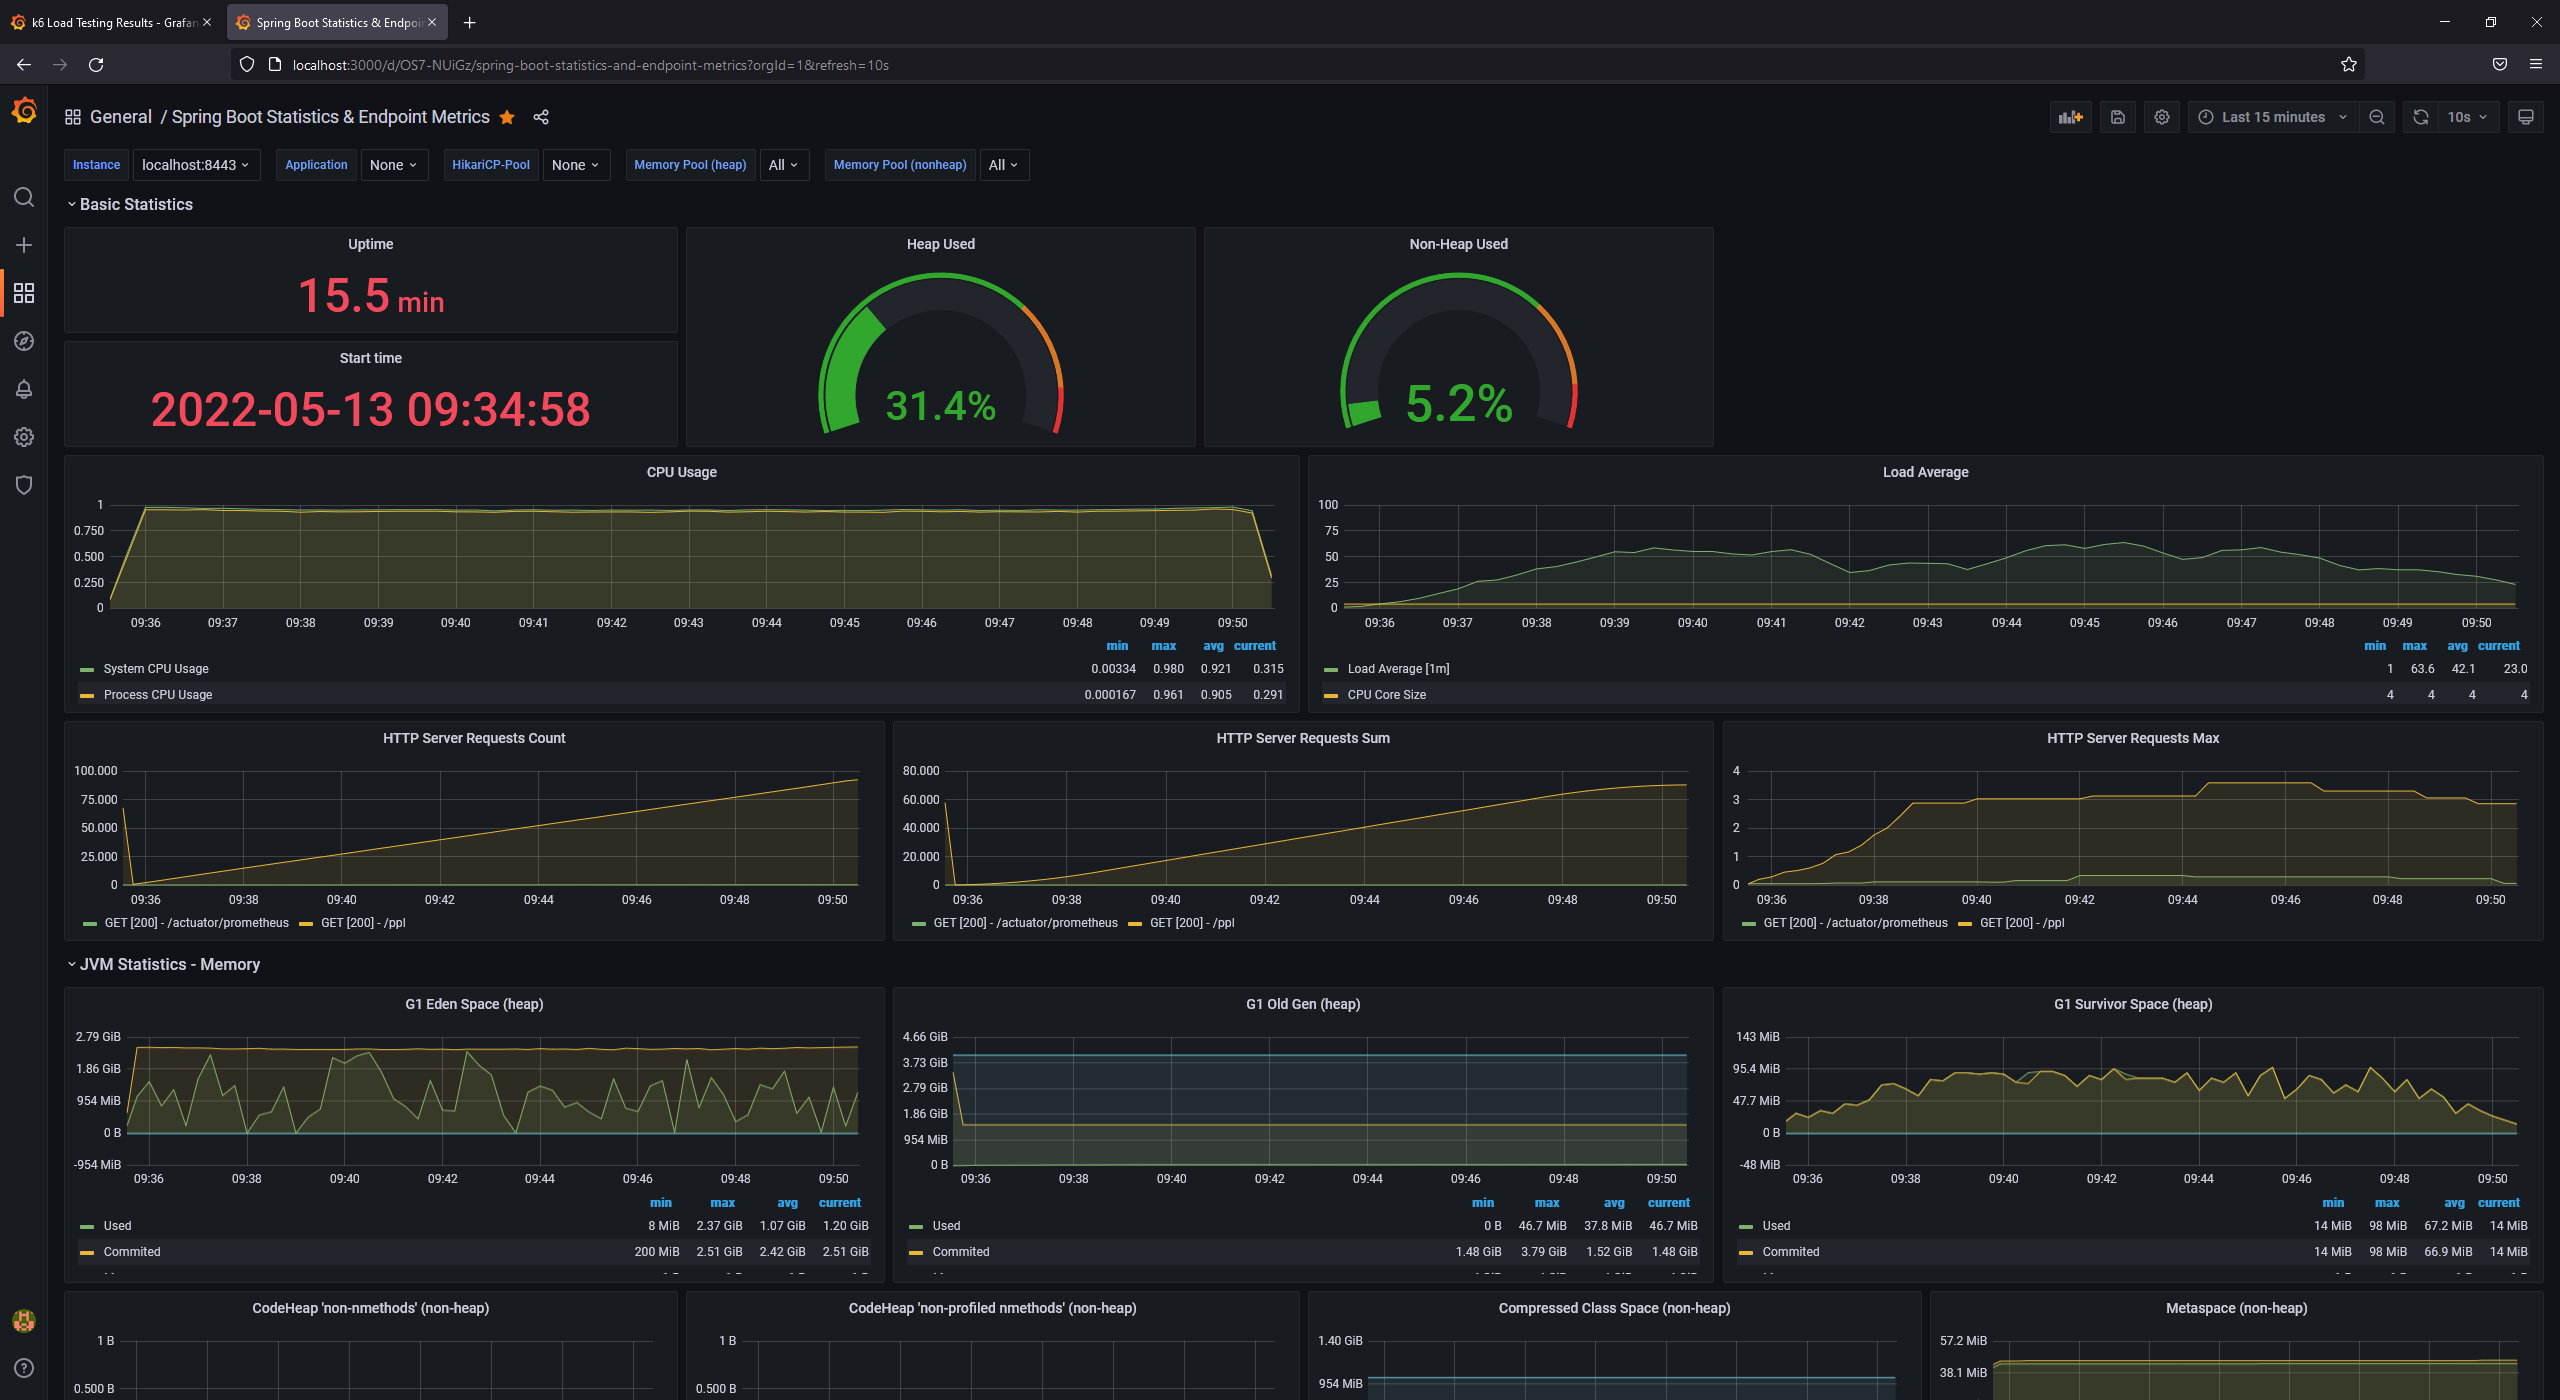 k6 Load Testing Results - Grafan
Spring Boot Statistics & Endpoi
localhost:3000/d/OS7-NUiGz/spring-boot-statistics-and-endpoint-metrics?orgId=1&refresh=10s
General / Spring Boot Statistics & Endpoint Metrics
Last 15 minutes
10s
Instance localhost:8443 Application None HikariCP-Pool None Memory Pool (heap) All Memory Pool (nonheap) All
Basic Statistics
Uptime
15.5 min
Start time
2022-05-13 09:34:58
Heap Used
31.4%
Non-Heap Used
5.2%
CPU Usage
1
0.750
0.500
0.250
0
09:36 09:37 09:38 09:39 09:40 09:41 09:42 09:43 09:44 09:45 09:46 09:47 09:48 09:49 09:50
min max avg current
System CPU Usage 0.00334 0.980 0.921 0.315
Process CPU Usage 0.000167 0.961 0.905 0.291
Load Average
100
75
50
25
0
09:36 09:37 09:38 09:39 09:40 09:41 09:42 09:43 09:44 09:45 09:46 09:47 09:48 09:49 09:50
min max avg current
Load Average [1m] 1 63.6 42.1 23.0
CPU Core Size 4 4 4 4
HTTP Server Requests Count
100.000
75.000
50.000
25.000
0
09:36 09:38 09:40 09:42 09:44 09:46 09:48 09:50
GET [200] - /actuator/prometheus GET [200] - /ppl
HTTP Server Requests Sum
80.000
60.000
40.000
20.000
0
09:36 09:38 09:40 09:42 09:44 09:46 09:48 09:50
GET [200] - /actuator/prometheus GET [200] - /ppl
HTTP Server Requests Max
4
3
2
1
0
09:36 09:38 09:40 09:42 09:44 09:46 09:48 09:50
GET [200] - /actuator/prometheus GET [200] - /ppl
JVM Statistics - Memory
G1 Eden Space (heap)
2.79 GiB
1.86 GiB
954 MiB
0 B
-954 MiB
09:36 09:38 09:40 09:42 09:44 09:46 09:48 09:50
min max avg current
Used 8 MiB 2.37 GiB 1.07 GiB 1.20 GiB
Commited 200 MiB 2.51 GiB 2.42 GiB 2.51 GiB
G1 Old Gen (heap)
4.66 GiB
3.73 GiB
2.79 GiB
1.86 GiB
954 MiB
0 B
09:36 09:38 09:40 09:42 09:44 09:46 09:48 09:50
min max avg current
Used 0 B 46.7 MiB 37.8 MiB 46.7 MiB
Commited 1.48 GiB 3.79 GiB 1.52 GiB 1.48 GiB
G1 Survivor Space (heap)
143 MiB
95.4 MiB
47.7 MiB
0 B
-48 MiB
09:36 09:38 09:40 09:42 09:44 09:46 09:48 09:50
min max avg current
Used 14 MiB 98 MiB 67.2 MiB 14 MiB
Commited 14 MiB 98 MiB 66.9 MiB 14 MiB
CodeHeap 'non-nmethods' (non-heap)
1 B
0.500 B
CodeHeap 'non-profiled nmethods' (non-heap)
1 B
0.500 B
Compressed Class Space (non-heap)
1.40 GiB
954 MiB
Metaspace (non-heap)
57.2 MiB
38.1 MiB